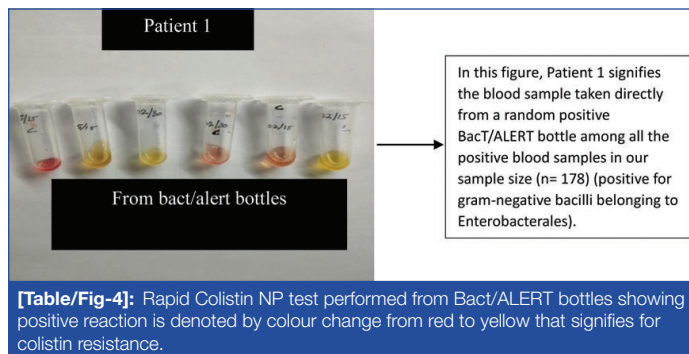 Patient 1
From bact/alert bottles
In this figure, Patient 1 signifies
the blood sample taken directly
from a random positive
BacT/ALERT bottle among all the
positive blood samples in our
sample size (n= 178) (positive for
gram-negative bacilli belonging to
Enterobacterales).
[Table/Fig-4]: Rapid Colistin NP test performed from Bact/ALERT bottles showing
positive reaction is denoted by colour change from red to yellow that signifies for
colistin resistance.